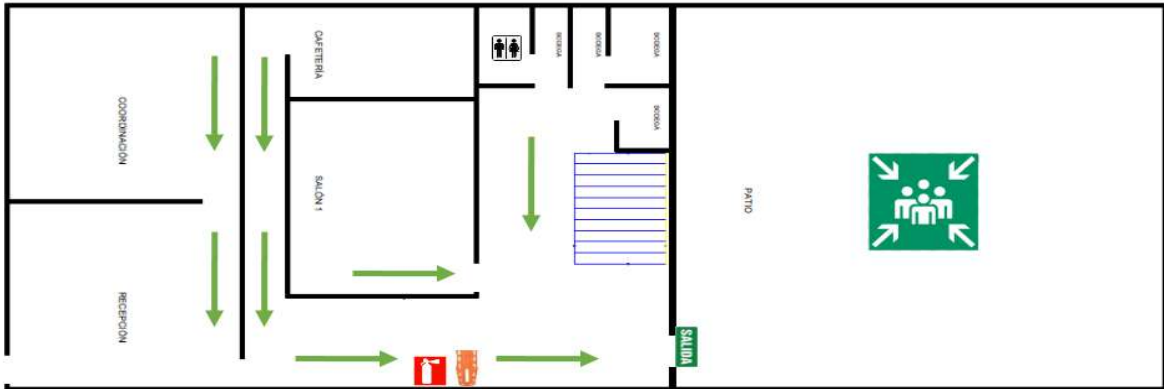 COORDINACIÓN
RECEPCIÓN
CAFETERÍA
SALÓN 1
BODEGA
BODEGA
BODEGA
BODEGA
PATIO
SALIDA